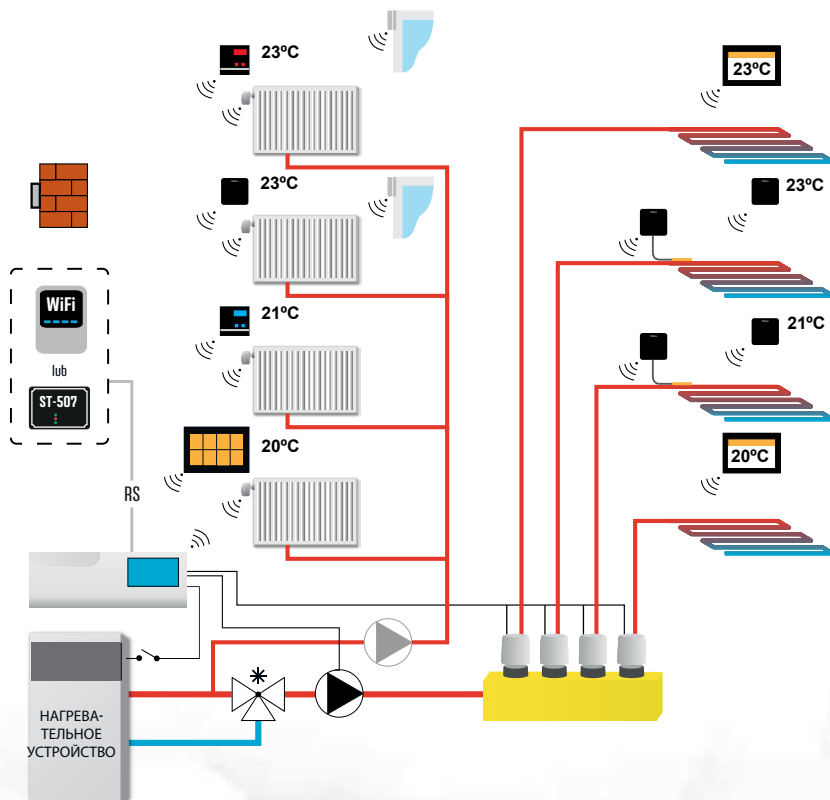 23ºC
23ºC
23ºC
23ºC
WiFi
lub
ST-507
21ºC
21ºC
20ºC
20ºC
RS
НАГРЕВА-
ТЕЛЬНОЕ
УСТРОЙСТВО